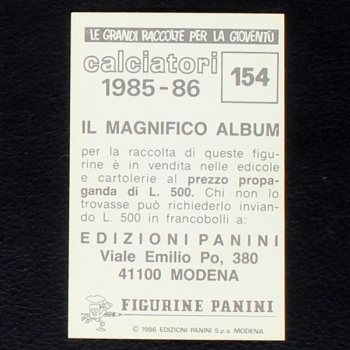 LE GRANDI RACCOLTE PER LA GIOVENTÙ
calciatori
1985-86
154
IL MAGNIFICO ALBUM
per la raccolta di queste figu-
rine è in vendita nelle edicole
e cartolerie al prezzo propa-
ganda di L. 500. Chi non lo
trovasse può richiederlo invian-
do L. 500 in francobolli a:
EDIZIONI PANINI
Viale Emilio Po, 380
41100 MODENA
FIGURINE PANINI
© 1986 EDIZIONI PANINI S.p.a. MODENA